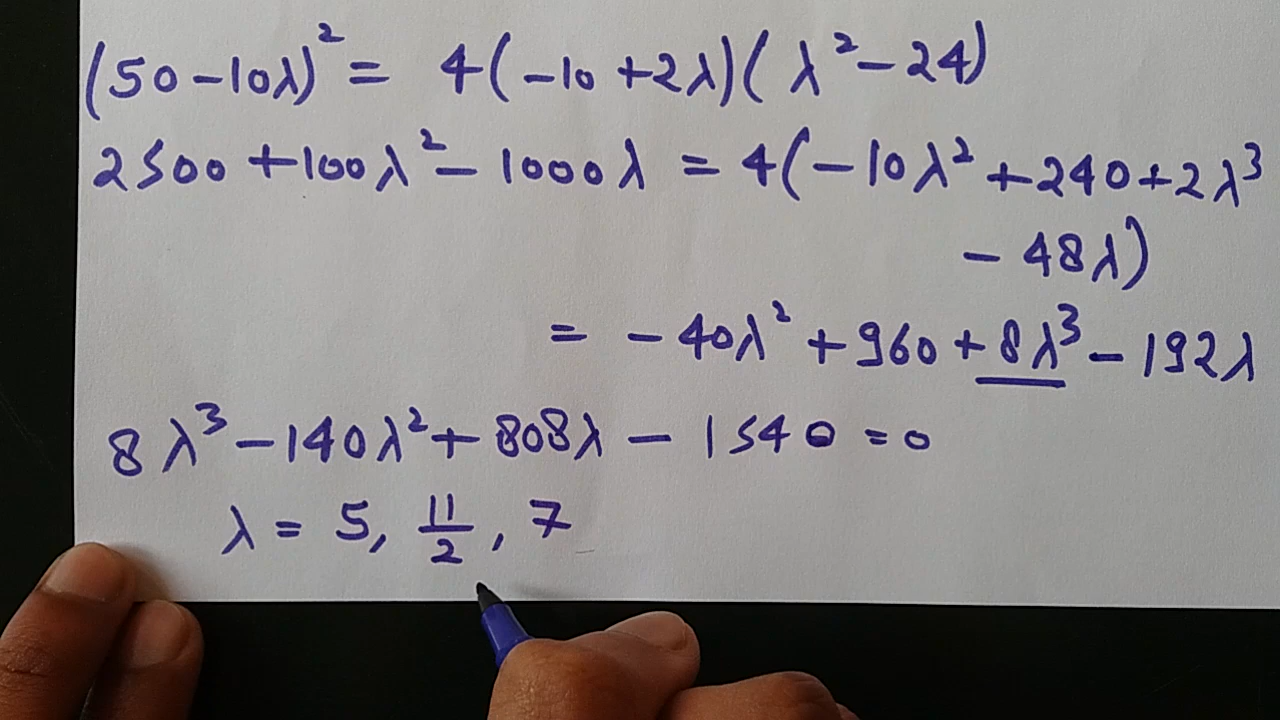 (50 - 10λ)² = 4(-10 + 2λ)(λ² - 24)
2500 + 100λ² - 1000λ = 4(-10λ² + 240 + 2λ³
- 48λ)
= -40λ² + 960 + 8λ³ - 192λ
8λ³ - 140λ² + 808λ - 1540 = 0
λ = 5, 11/2, 7